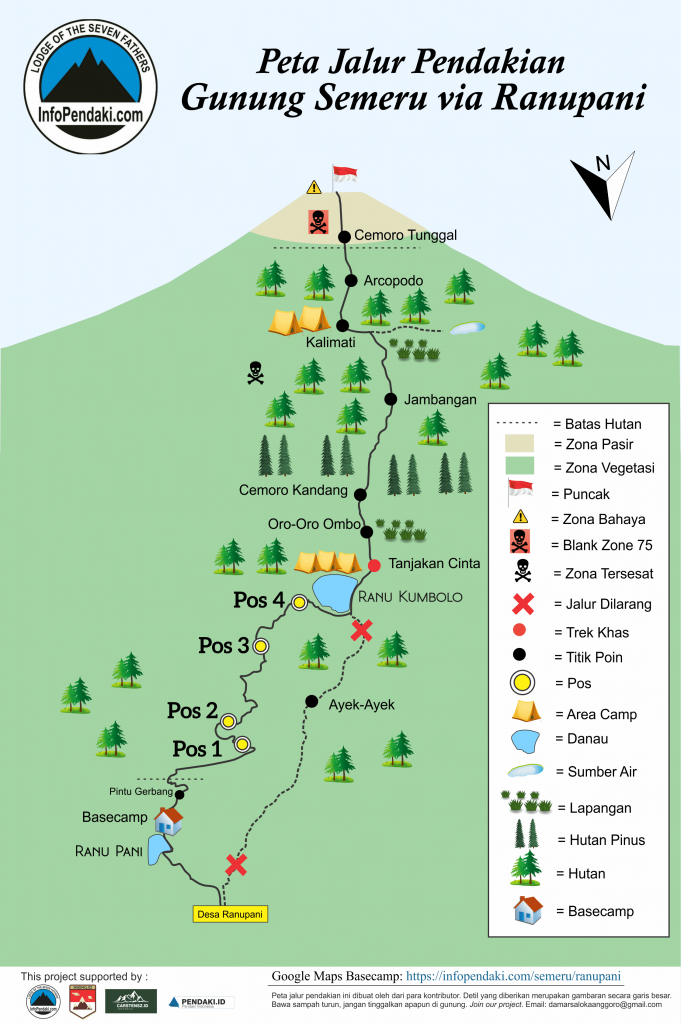 LODGE OF THE SEVEN FATHERS
InfoPendaki.com
Peta Jalur Pendakian
Gunung Semeru via Ranupani
N
Cemoro Tunggal
Arcopodo
Kalimati
Jambangan
Cemoro Kandang
Oro-Oro Ombo
Tanjakan Cinta
RANU KUMBOLO
Pos 4
Pos 3
Ayek-Ayek
Pos 2
Pos 1
Pintu Gerbang
Basecamp
RANU PANI
Desa Ranupani
= Batas Hutan
= Zona Pasir
= Zona Vegetasi
= Puncak
= Zona Bahaya
= Blank Zone 75
= Zona Tersesat
= Jalur Dilarang
= Trek Khas
= Titik Poin
= Pos
= Area Camp
= Danau
= Sumber Air
= Lapangan
= Hutan Pinus
= Hutan
= Basecamp
This project supported by :
InfoPendaki.com
CARSTENSZ.ID
PENDAKI.ID
Google Maps Basecamp: https://infopendaki.com/semeru/ranupani
Peta jalur pendakian ini dibuat oleh dari para kontributor. Detil yang diberikan merupakan gambaran secara garis besar.
Bawa sampah turun, jangan tinggalkan apapun di gunung. Join our project. Email: damarsalokaanggoro@gmail.com